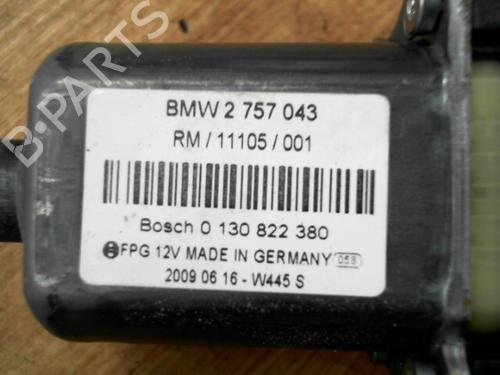 B-Parts
BMW 2 757 043
RM / 11105 / 001
Bosch 0 130 822 380
FPG 12V MADE IN GERMANY 058
2009 06 16 - W445 S